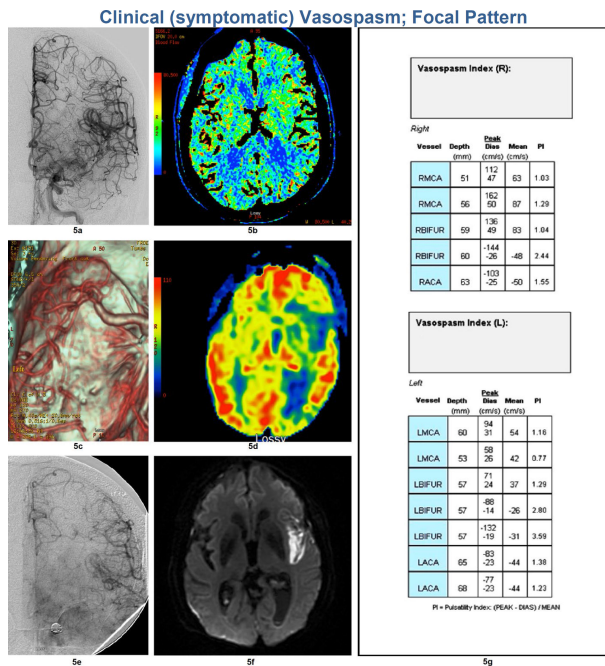 Clinical (symptomatic) Vasospasm; Focal Pattern
5a
5b
5c
Lossy
5d
5e
5f
Vasospasm Index (R):
Right
Vessel Depth (mm) Peak Dias (cm/s) Mean (cm/s) PI
RMCA 51 112 47 63 1.03
RMCA 56 162 50 87 1.29
RBIFUR 59 136 49 83 1.04
RBIFUR 60 -144 -26 -48 2.44
RACA 63 -103 -25 -50 1.55
Vasospasm Index (L):
Left
Vessel Depth (mm) Peak Dias (cm/s) Mean (cm/s) PI
LMCA 60 94 31 54 1.16
LMCA 53 58 26 42 0.77
LBIFUR 57 71 24 37 1.29
LBIFUR 57 -88 -14 -26 2.80
LBIFUR 57 -132 -19 -31 3.59
LACA 65 -83 -23 -44 1.38
LACA 68 -77 -23 -44 1.23
PI = Pulsatility Index: (PEAK - DIAS) / MEAN
5g